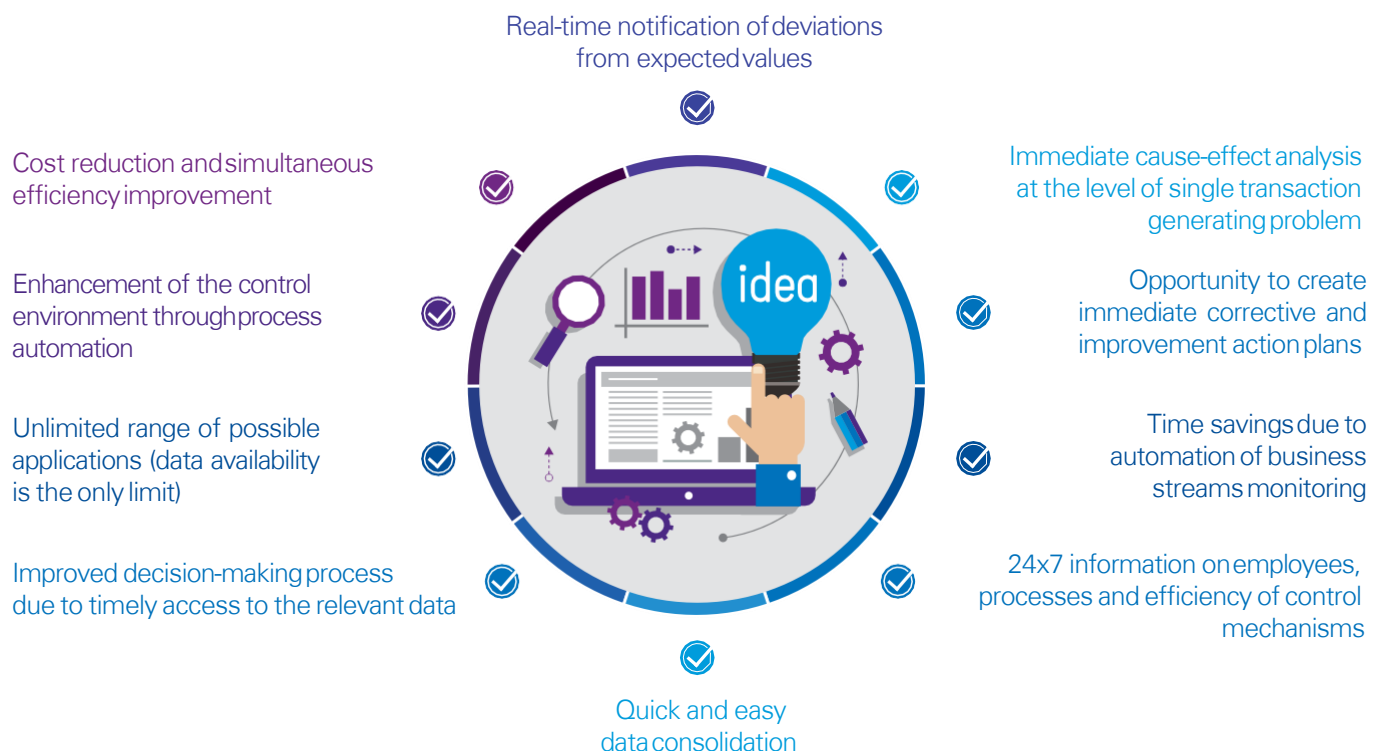 Real-time notification of deviations
from expected values
Cost reduction and simultaneous
efficiency improvement
Immediate cause-effect analysis
at the level of single transaction
generating problem
Enhancement of the control
environment through process
automation
Opportunity to create
immediate corrective and
improvement action plans
idea
Unlimited range of possible
applications (data availability
is the only limit)
Time savings due to
automation of business
streams monitoring
Improved decision-making process
due to timely access to the relevant data
24x7 information on employees,
processes and efficiency of control
mechanisms
Quick and easy
data consolidation